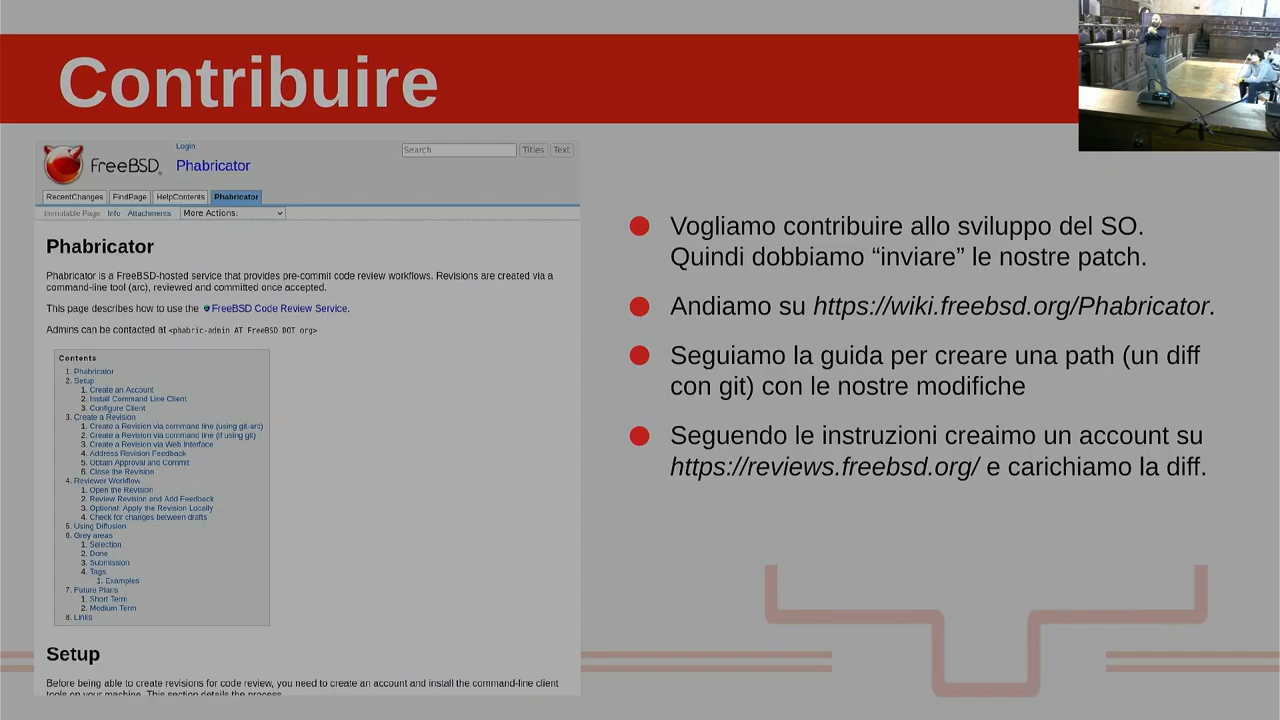 Contribuire
FreeBSD
Login
Phabricator
Search
Titles
Text
RecentChanges
FindPage
HelpContents
Phabricator
Immutable Page
Info
Attachments
More Actions:
Phabricator
Phabricator is a FreeBSD-hosted service that provides pre-commit code review workflows. Revisions are created via a
command-line tool (arc), reviewed and committed once accepted.
This page describes how to use the FreeBSD Code Review Service.
Admins can be contacted at <phabric-admin AT FreeBSD DOT org>
Contents
1. Phabricator
2. Setup
1. Create an Account
2. Install Command Line Client
3. Configure Client
3. Create a Revision
1. Create a Revision via command line (using git-arc)
2. Create a Revision via command line (if using git)
3. Create a Revision via Web Interface
4. Address Revision Feedback
5. Obtain Approval and Commit
6. Close the Revision
4. Reviewer Workflow
1. Open the Revision
2. Review Revision and Add Feedback
3. Optional: Apply the Revision Locally
4. Check for changes between drafts
5. Using Diffusion
6. Grey areas
1. Selection
2. Done
3. Submission
4. Tags
1. Examples
7. Future Plans
1. Short Term
2. Medium Term
8. Links
Setup
Before being able to create revisions for code review, you need to create an account and install the command-line client
tools on your machine. This section details the process.
Vogliamo contribuire allo sviluppo del SO.
Quindi dobbiamo “inviare” le nostre patch.
Andiamo su https://wiki.freebsd.org/Phabricator.
Seguiamo la guida per creare una path (un diff
con git) con le nostre modifiche
Seguendo le instruzioni creaimo un account su
https://reviews.freebsd.org/ e carichiamo la diff.